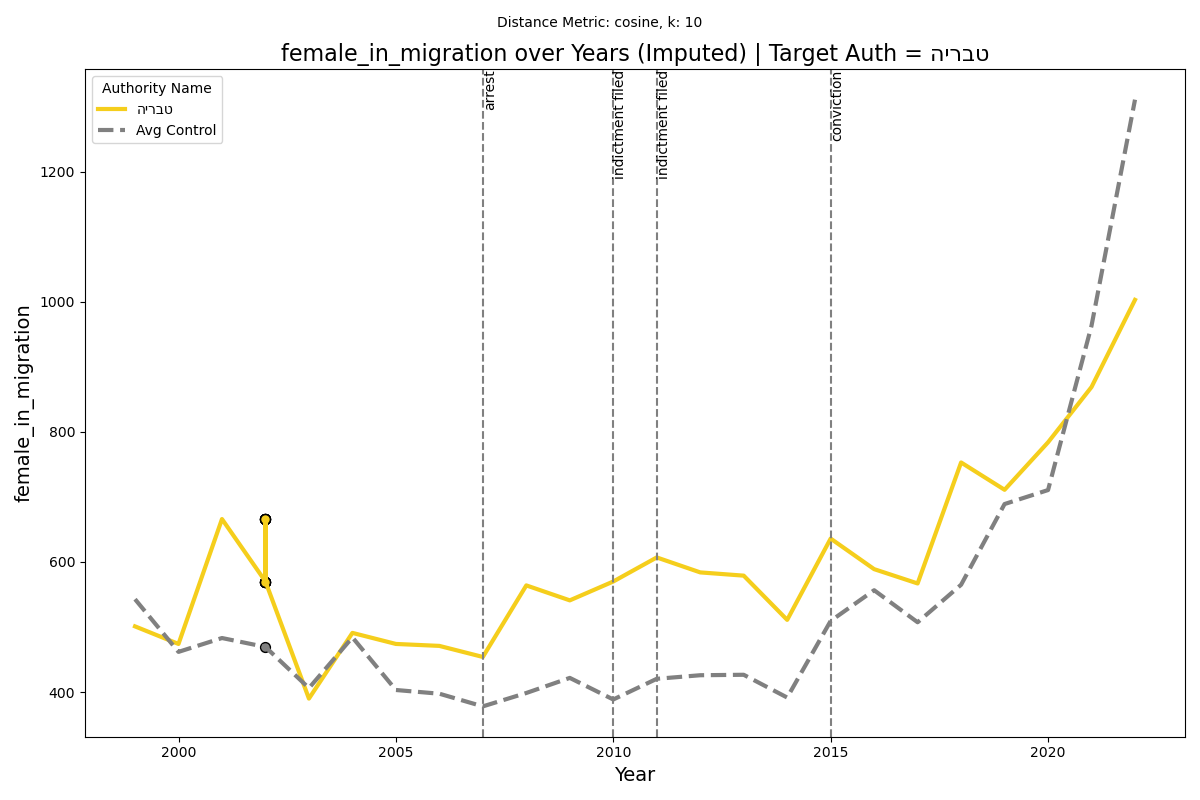 Distance Metric: cosine, k: 10
female_in_migration over Years (Imputed) | Target Auth = טבריה
Authority Name
טבריה
Avg Control
arrest
indictment filed
indictment filed
conviction
1200
1000
800
600
400
female_in_migration
2000
2005
2010
2015
2020
Year